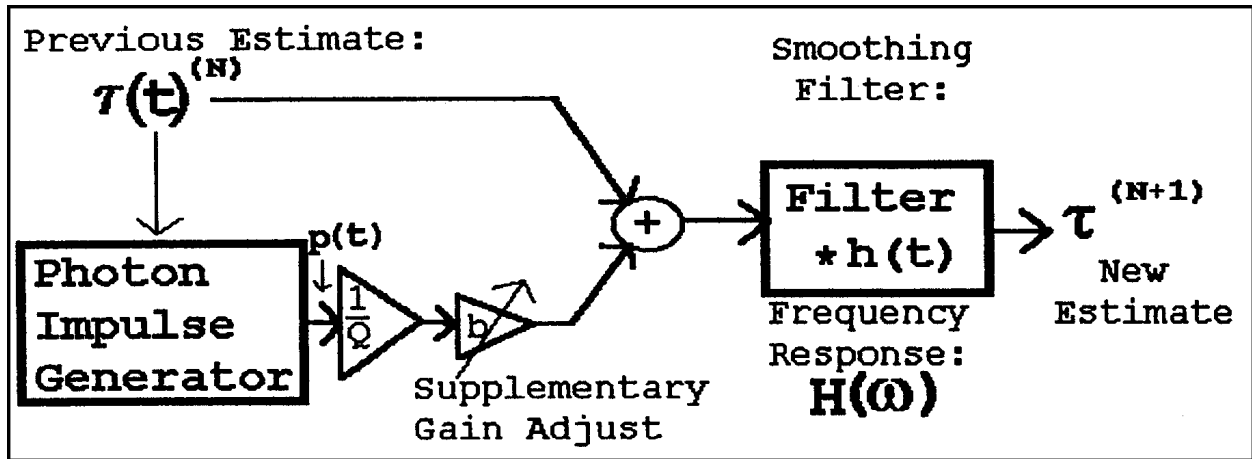 Previous Estimate:
τ(t)^(N)
Smoothing
Filter:
p(t)
Photon
Impulse
Generator
1
Q
b
+
Filter
*h(t)
τ^(N+1)
New
Estimate
Supplementary
Gain Adjust
Frequency
Response:
H(ω)